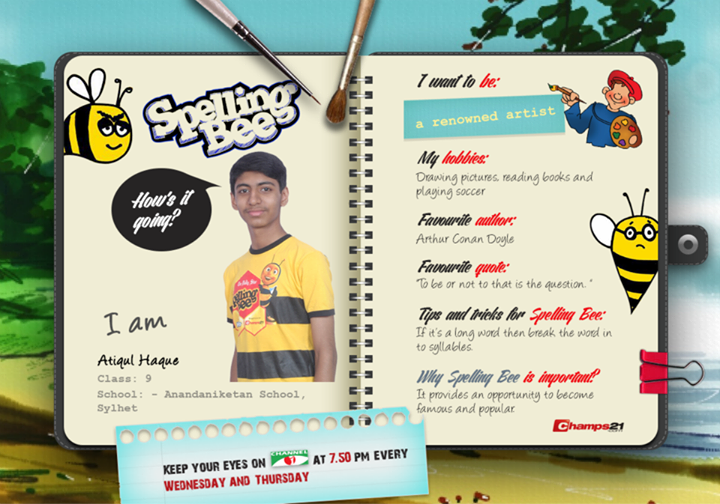 Spelling
Bee
How's it
going?
I am
Atiqul Haque
Class: 9
School: - Anandaniketan School,
Sylhet
I want to be:
a renowned artist
My hobbies:
Drawing pictures, reading books and
playing soccer
Favourite author:
Arthur Conan Doyle
Favourite quote:
"To be or not to that is the question. "
Tips and tricks for Spelling Bee:
If it's a long word then break the word in
to syllables.
Why Spelling Bee is important?
It provides an opportunity to become
famous and popular.
Champs21
Spelling
Bee
KEEP YOUR EYES ON CHANNEL i AT 7.50 PM EVERY
WEDNESDAY AND THURSDAY